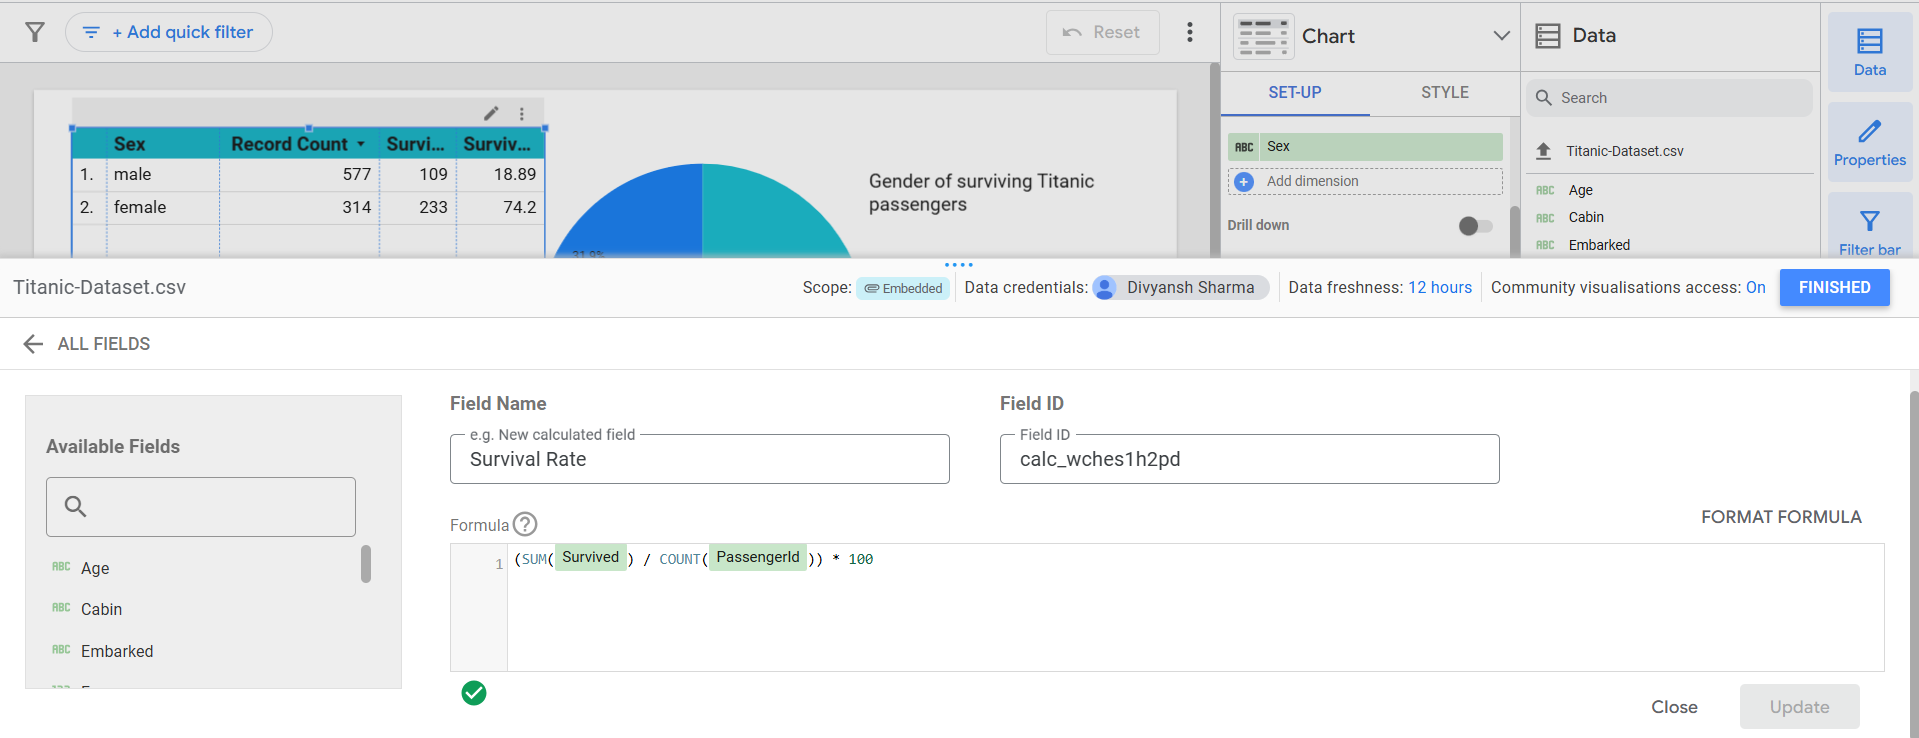 + Add quick filter
Reset
Chart
Data
Data
SET-UP
STYLE
Search
ABC Sex
Titanic-Dataset.csv
Properties
Add dimension
ABC Age
ABC Cabin
Drill down
ABC Embarked
Filter bar
Sex Record Count Survi... Surviv...
1. male 577 109 18.89
2. female 314 233 74.2
31.9%
Gender of surviving Titanic
passengers
Titanic-Dataset.csv
Scope: Embedded Data credentials: Divyansh Sharma Data freshness: 12 hours Community visualisations access: On FINISHED
ALL FIELDS
Available Fields
ABC Age
ABC Cabin
ABC Embarked
Field Name
e.g. New calculated field
Survival Rate
Field ID
Field ID
calc_wches1h2pd
Formula
FORMAT FORMULA
1 (SUM( Survived ) / COUNT( PassengerId )) * 100
Close
Update